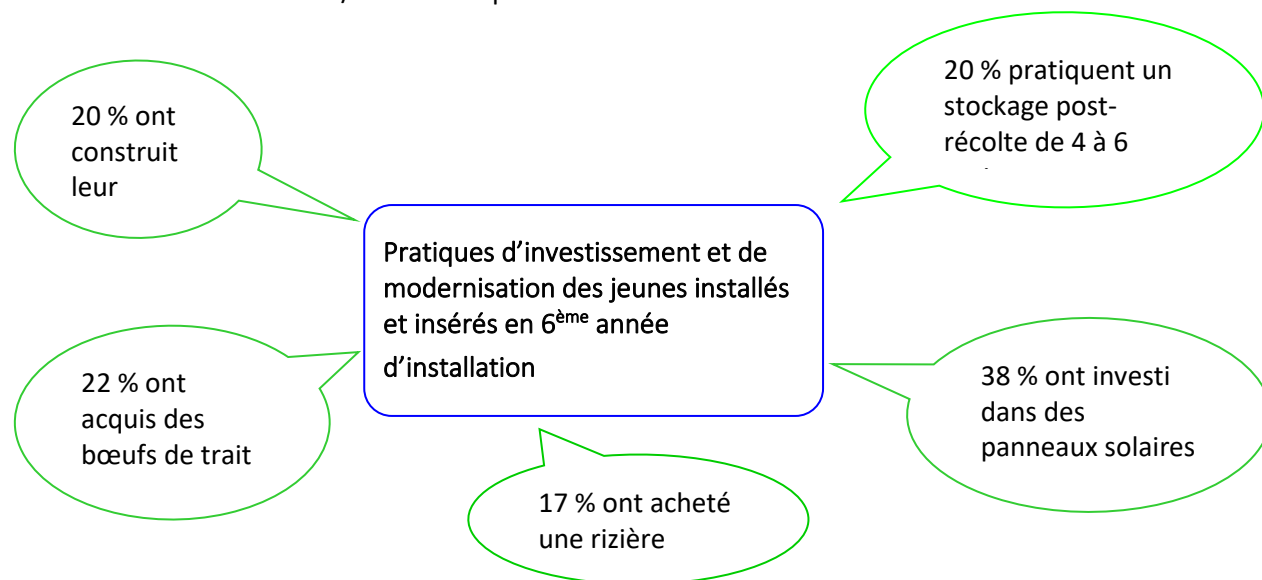 20 % ont
construit
leur
20 % pratiquent un
stockage post-
récolte de 4 à 6
Pratiques d’investissement et de
modernisation des jeunes installés
et insérés en 6ème année
d’installation
22 % ont
acquis des
bœufs de trait
38 % ont investi
dans des
panneaux solaires
17 % ont acheté
une rizière